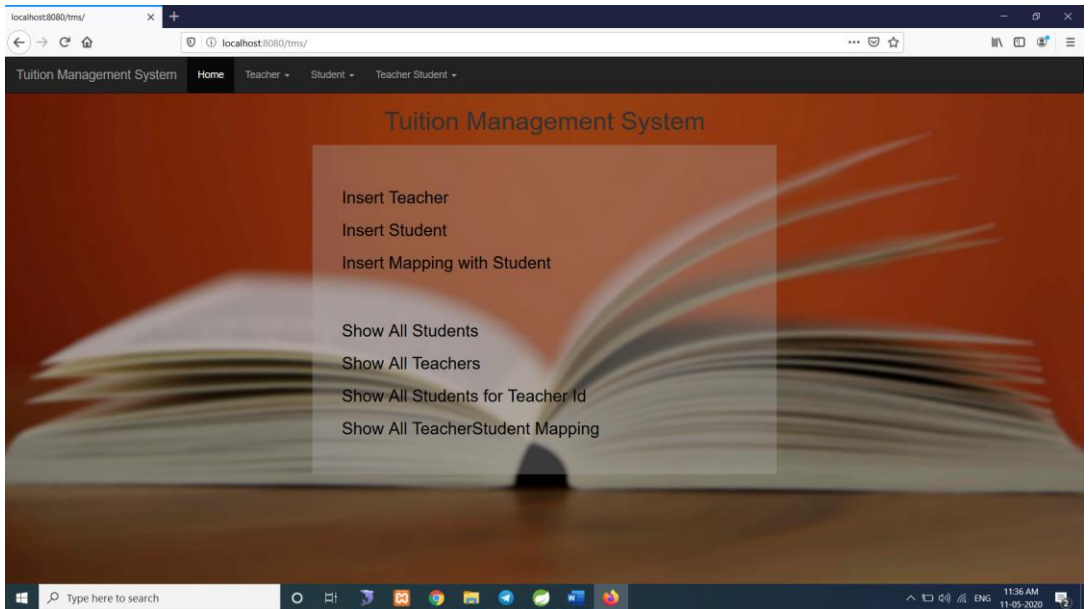 localhost:8080/tms/
localhost:8080/tms/
Tuition Management System Home Teacher Student Teacher Student
Tuition Management System
Insert Teacher
Insert Student
Insert Mapping with Student
Show All Students
Show All Teachers
Show All Students for Teacher Id
Show All TeacherStudent Mapping
Type here to search
ENG
11:36 AM
11-05-2020
2